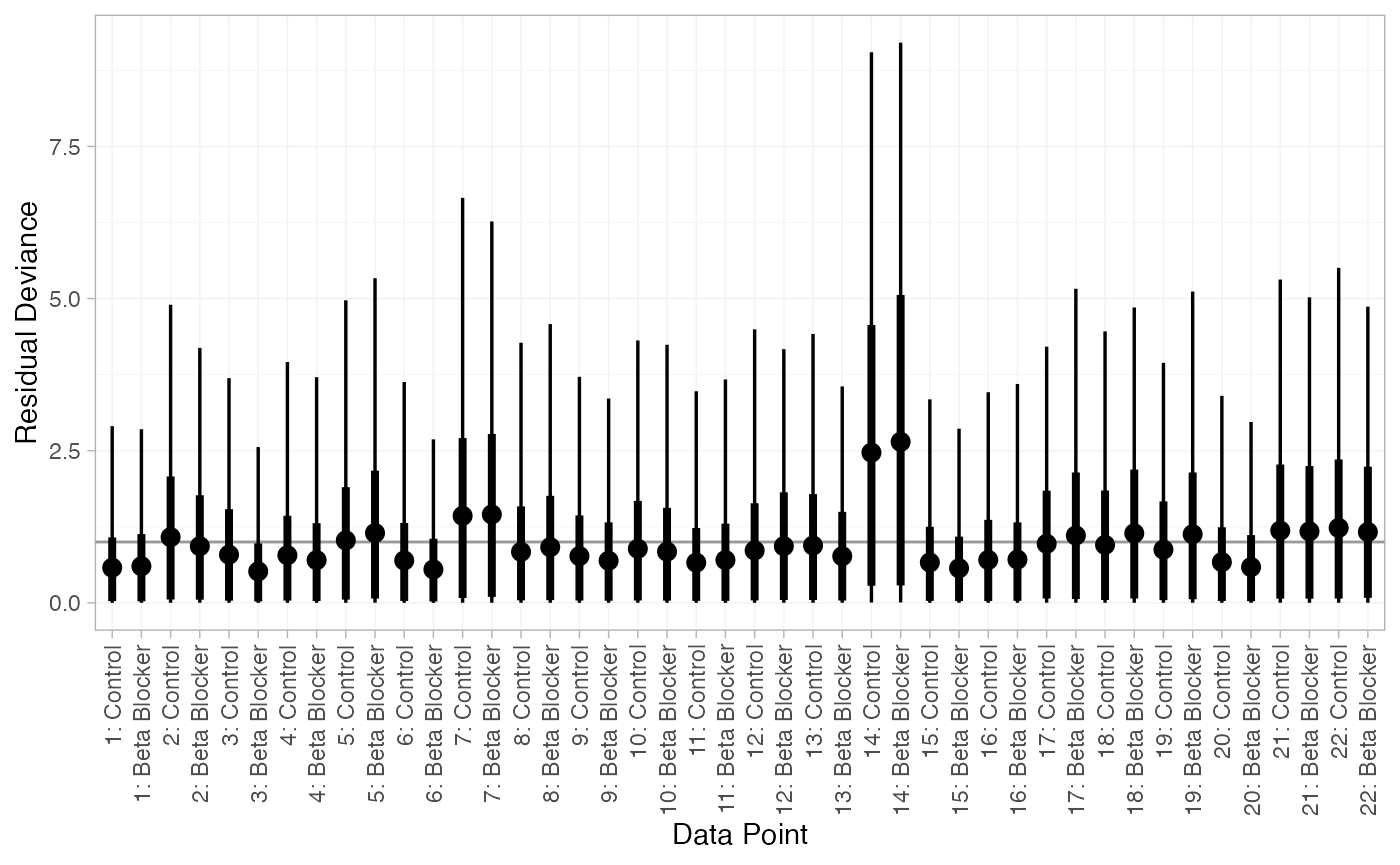 Residual Deviance
7.5
5.0
2.5
0.0
1: Control
1: Beta Blocker
2: Control
2: Beta Blocker
3: Control
3: Beta Blocker
4: Control
4: Beta Blocker
5: Control
5: Beta Blocker
6: Control
6: Beta Blocker
7: Control
7: Beta Blocker
8: Control
8: Beta Blocker
9: Control
9: Beta Blocker
10: Control
10: Beta Blocker
11: Control
11: Beta Blocker
12: Control
12: Beta Blocker
13: Control
13: Beta Blocker
14: Control
14: Beta Blocker
15: Control
15: Beta Blocker
16: Control
16: Beta Blocker
17: Control
17: Beta Blocker
18: Control
18: Beta Blocker
19: Control
19: Beta Blocker
20: Control
20: Beta Blocker
21: Control
21: Beta Blocker
22: Control
22: Beta Blocker
Data Point